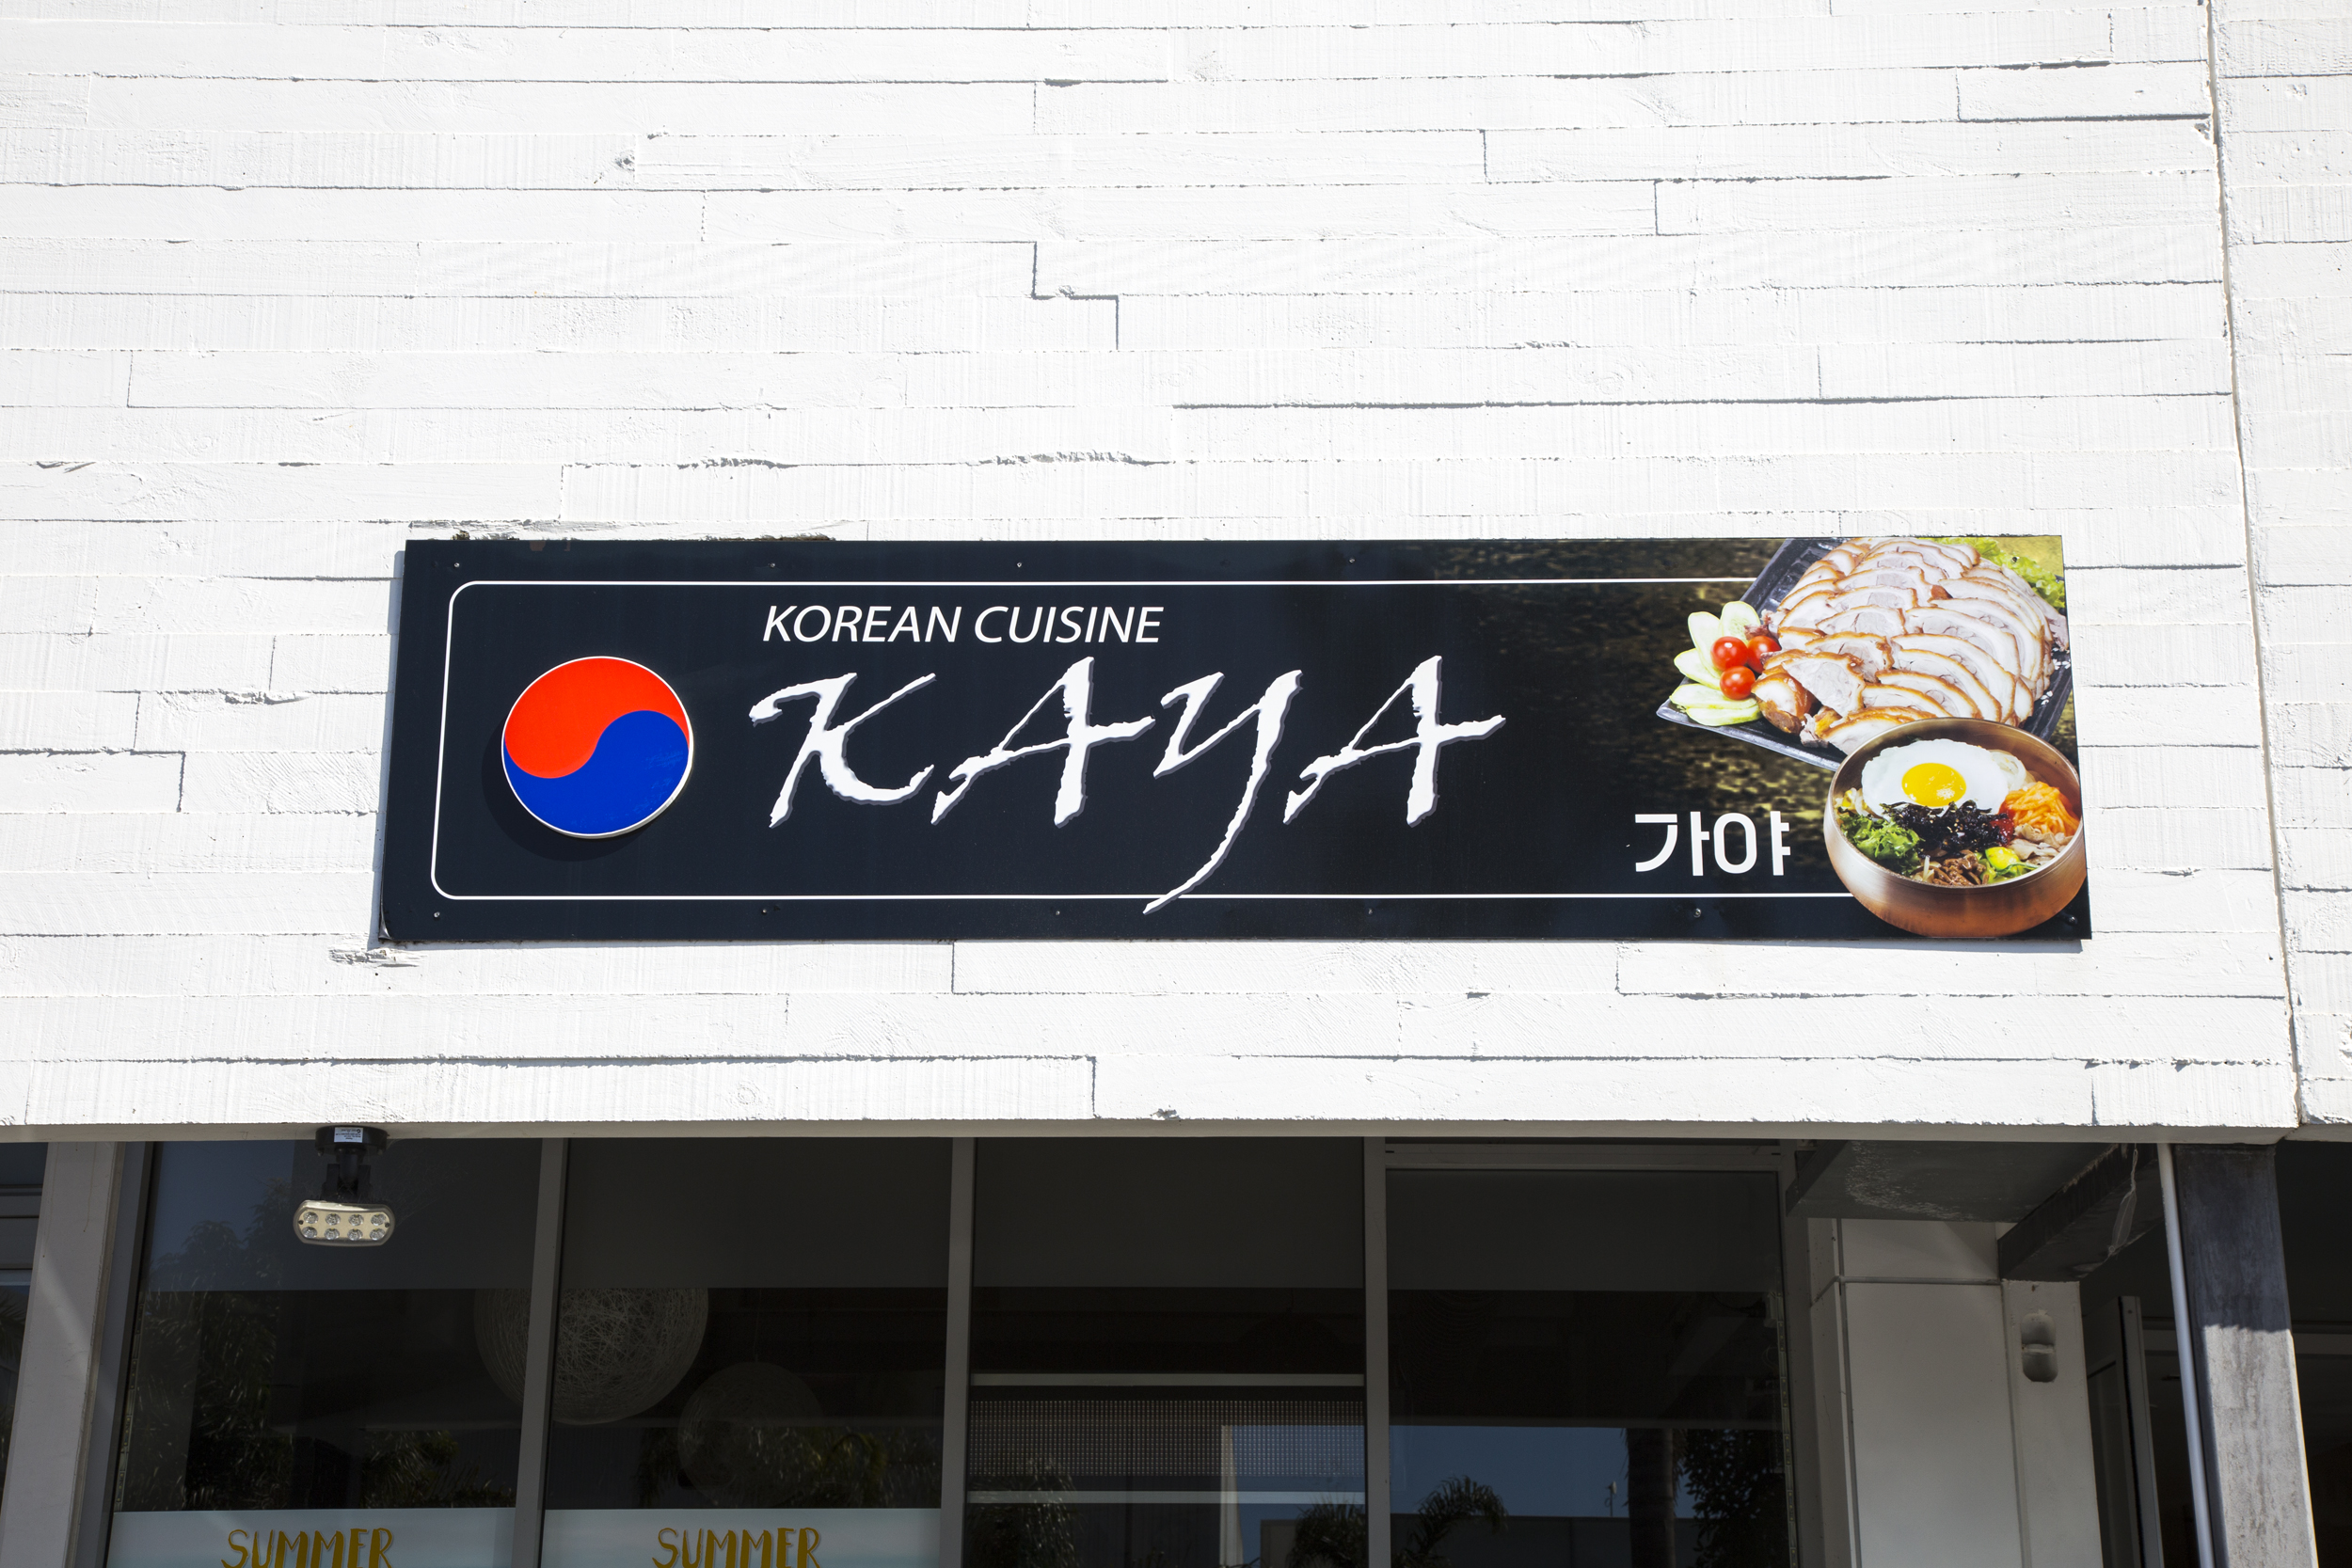 KOREAN CUISINE
KAYA
가야
SUMMER
SUMMER